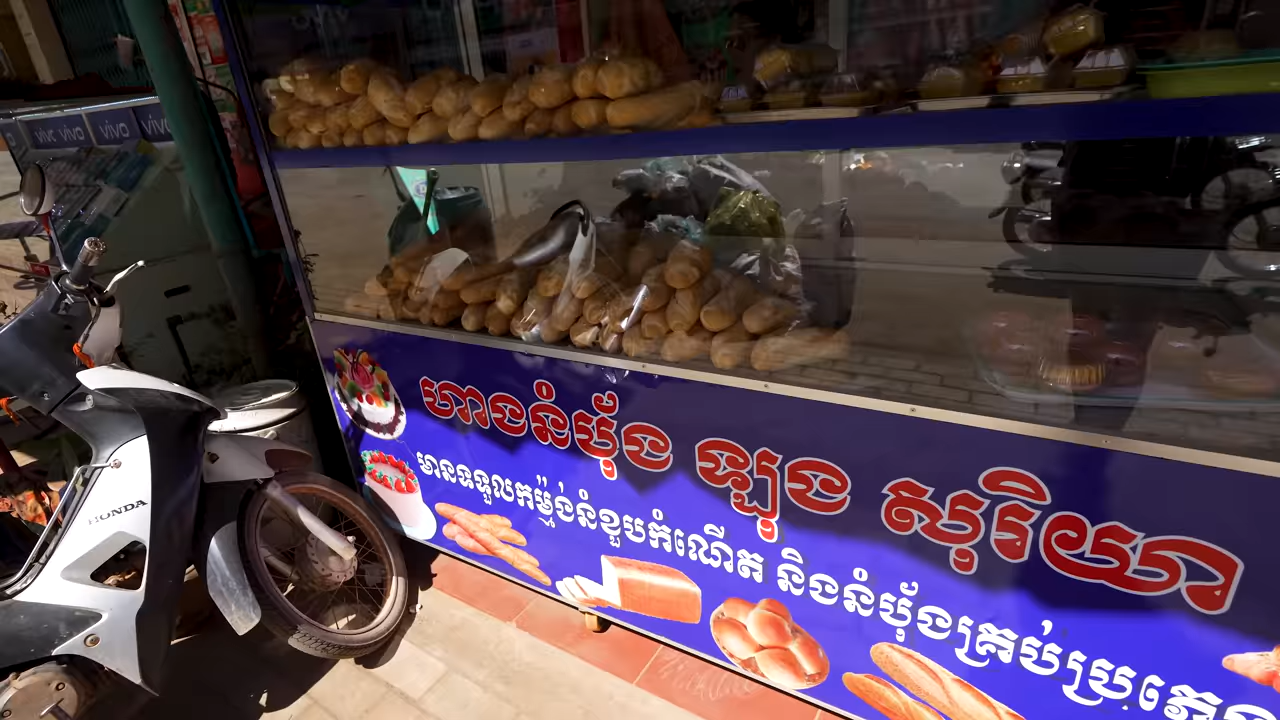 vivo vivo vivo vivo
ហាងនំប៉័ង ឡុង សុរិយា
មានទទួលកម្ម៉ង់នំខួបកំណើត និងនំប៉័ងគ្រប់ប្រភេទ
HONDA